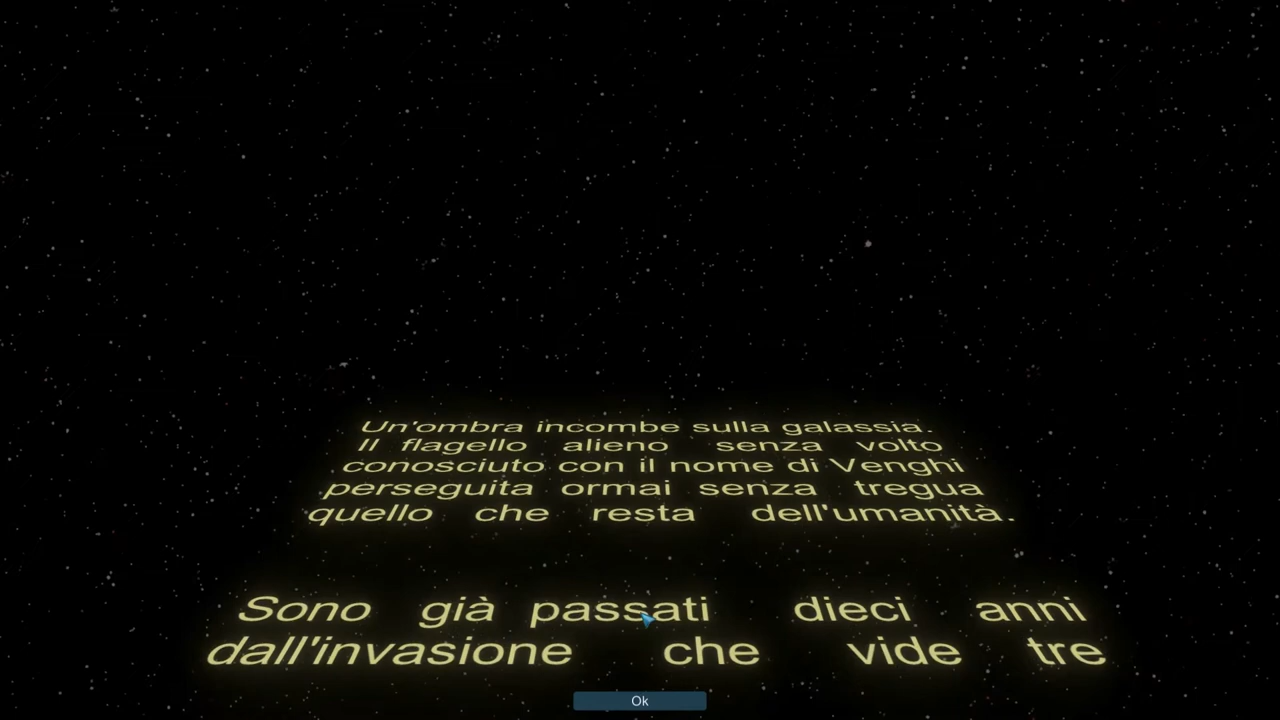 Un'ombra incombe sulla galassia.
Il flagello alieno senza volto
conosciuto con il nome di Venghi
perseguita ormai senza tregua
quello che resta dell'umanità.
Sono già passati dieci anni
dall'invasione che vide tre
Ok